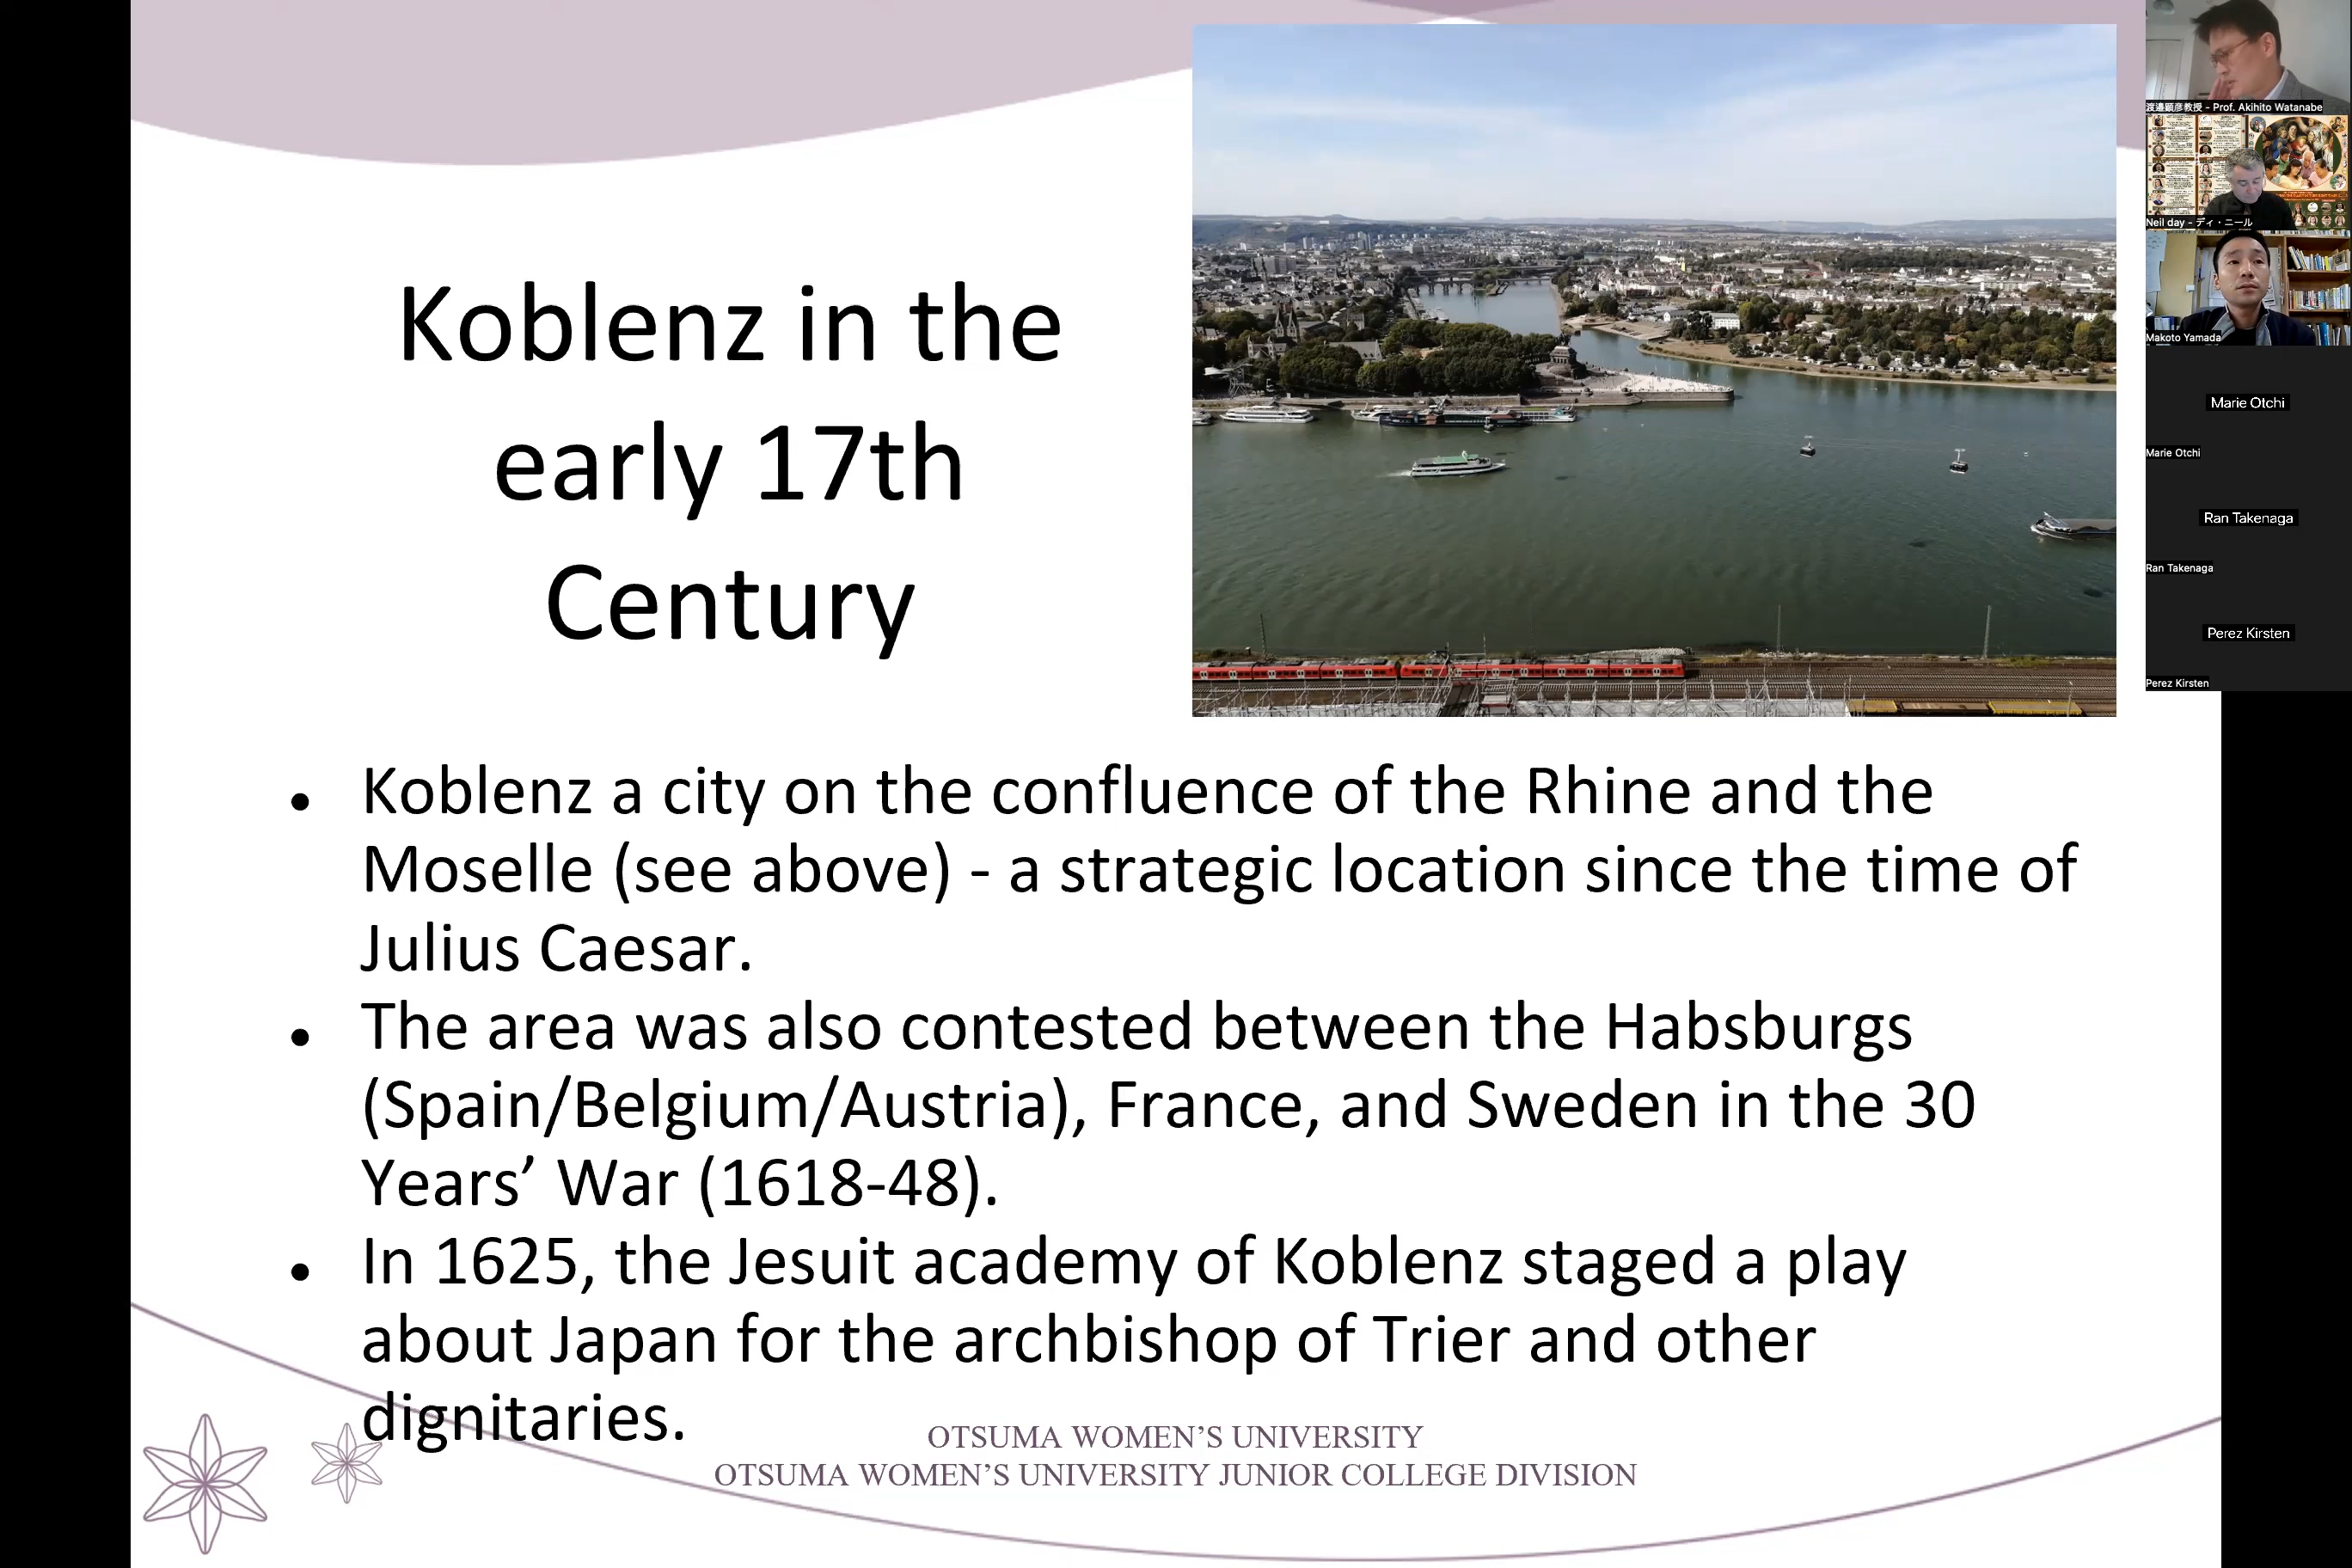 Koblenz in the
early 17th
Century
• Koblenz a city on the confluence of the Rhine and the
Moselle (see above) - a strategic location since the time of
Julius Caesar.
• The area was also contested between the Habsburgs
(Spain/Belgium/Austria), France, and Sweden in the 30
Years’ War (1618-48).
• In 1625, the Jesuit academy of Koblenz staged a play
about Japan for the archbishop of Trier and other
dignitaries.
OTSUMA WOMEN’S UNIVERSITY
OTSUMA WOMEN’S UNIVERSITY JUNIOR COLLEGE DIVISION
渡邉顕彦教授 - Prof. Akihito Watanabe
Neil day - ディ・ニール
Makoto Yamada
Marie Otchi
Marie Otchi
Ran Takenaga
Ran Takenaga
Perez Kirsten
Perez Kirsten